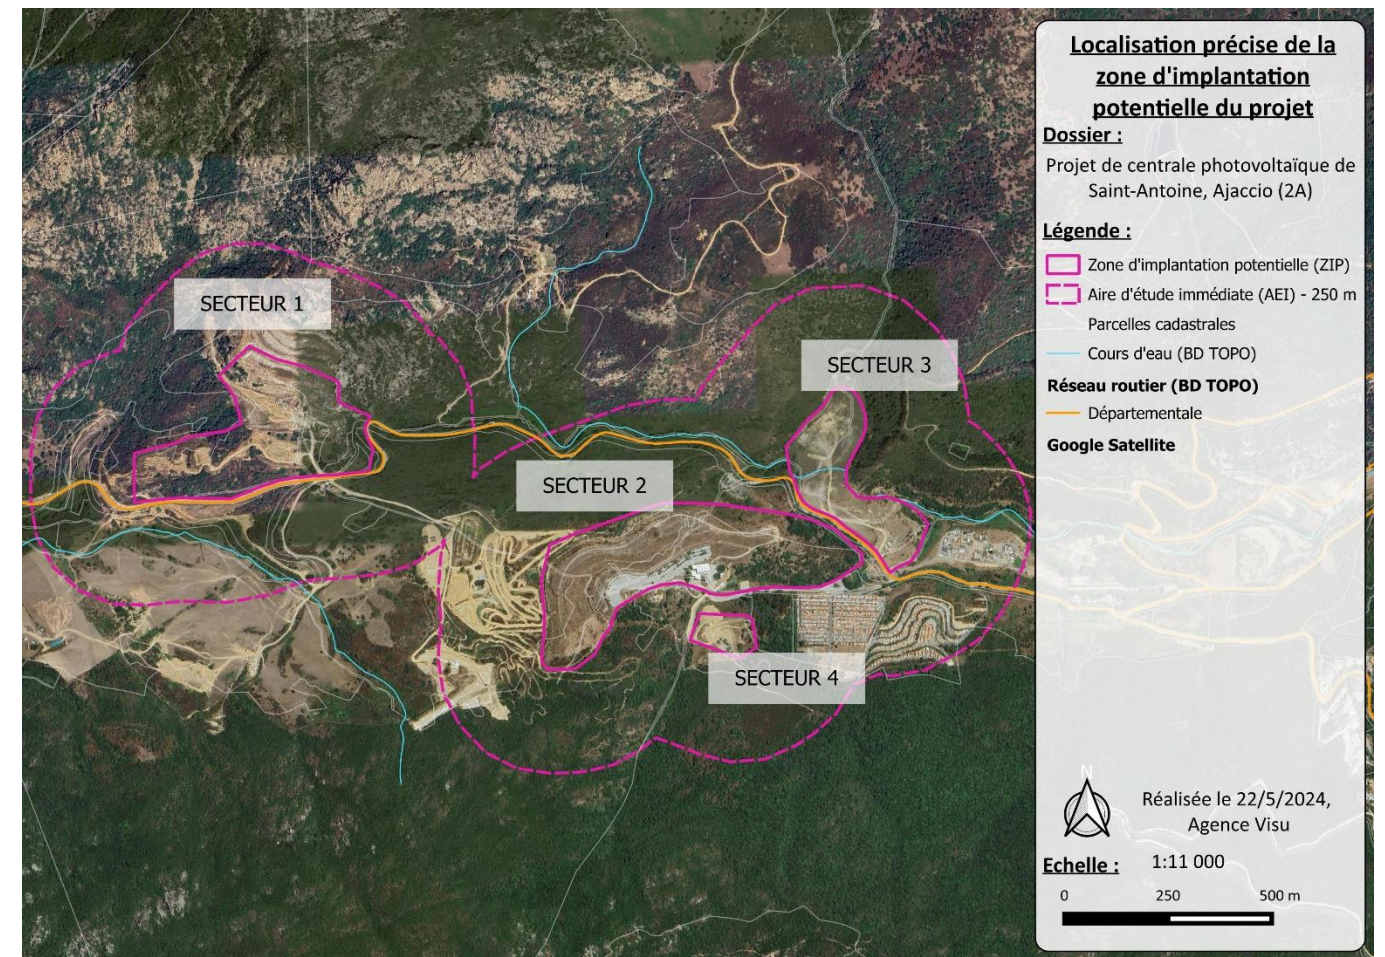 Localisation précise de la
zone d'implantation
potentielle du projet
Dossier :
Projet de centrale photovoltaïque de
Saint-Antoine, Ajaccio (2A)
Légende :
Zone d'implantation potentielle (ZIP)
Aire d'étude immédiate (AEI) - 250 m
Parcelles cadastrales
Cours d'eau (BD TOPO)
Réseau routier (BD TOPO)
Départementale
Google Satellite
SECTEUR 1
SECTEUR 3
SECTEUR 2
SECTEUR 4
N
Réalisée le 22/5/2024,
Agence Visu
Echelle : 1:11 000
0 250 500 m